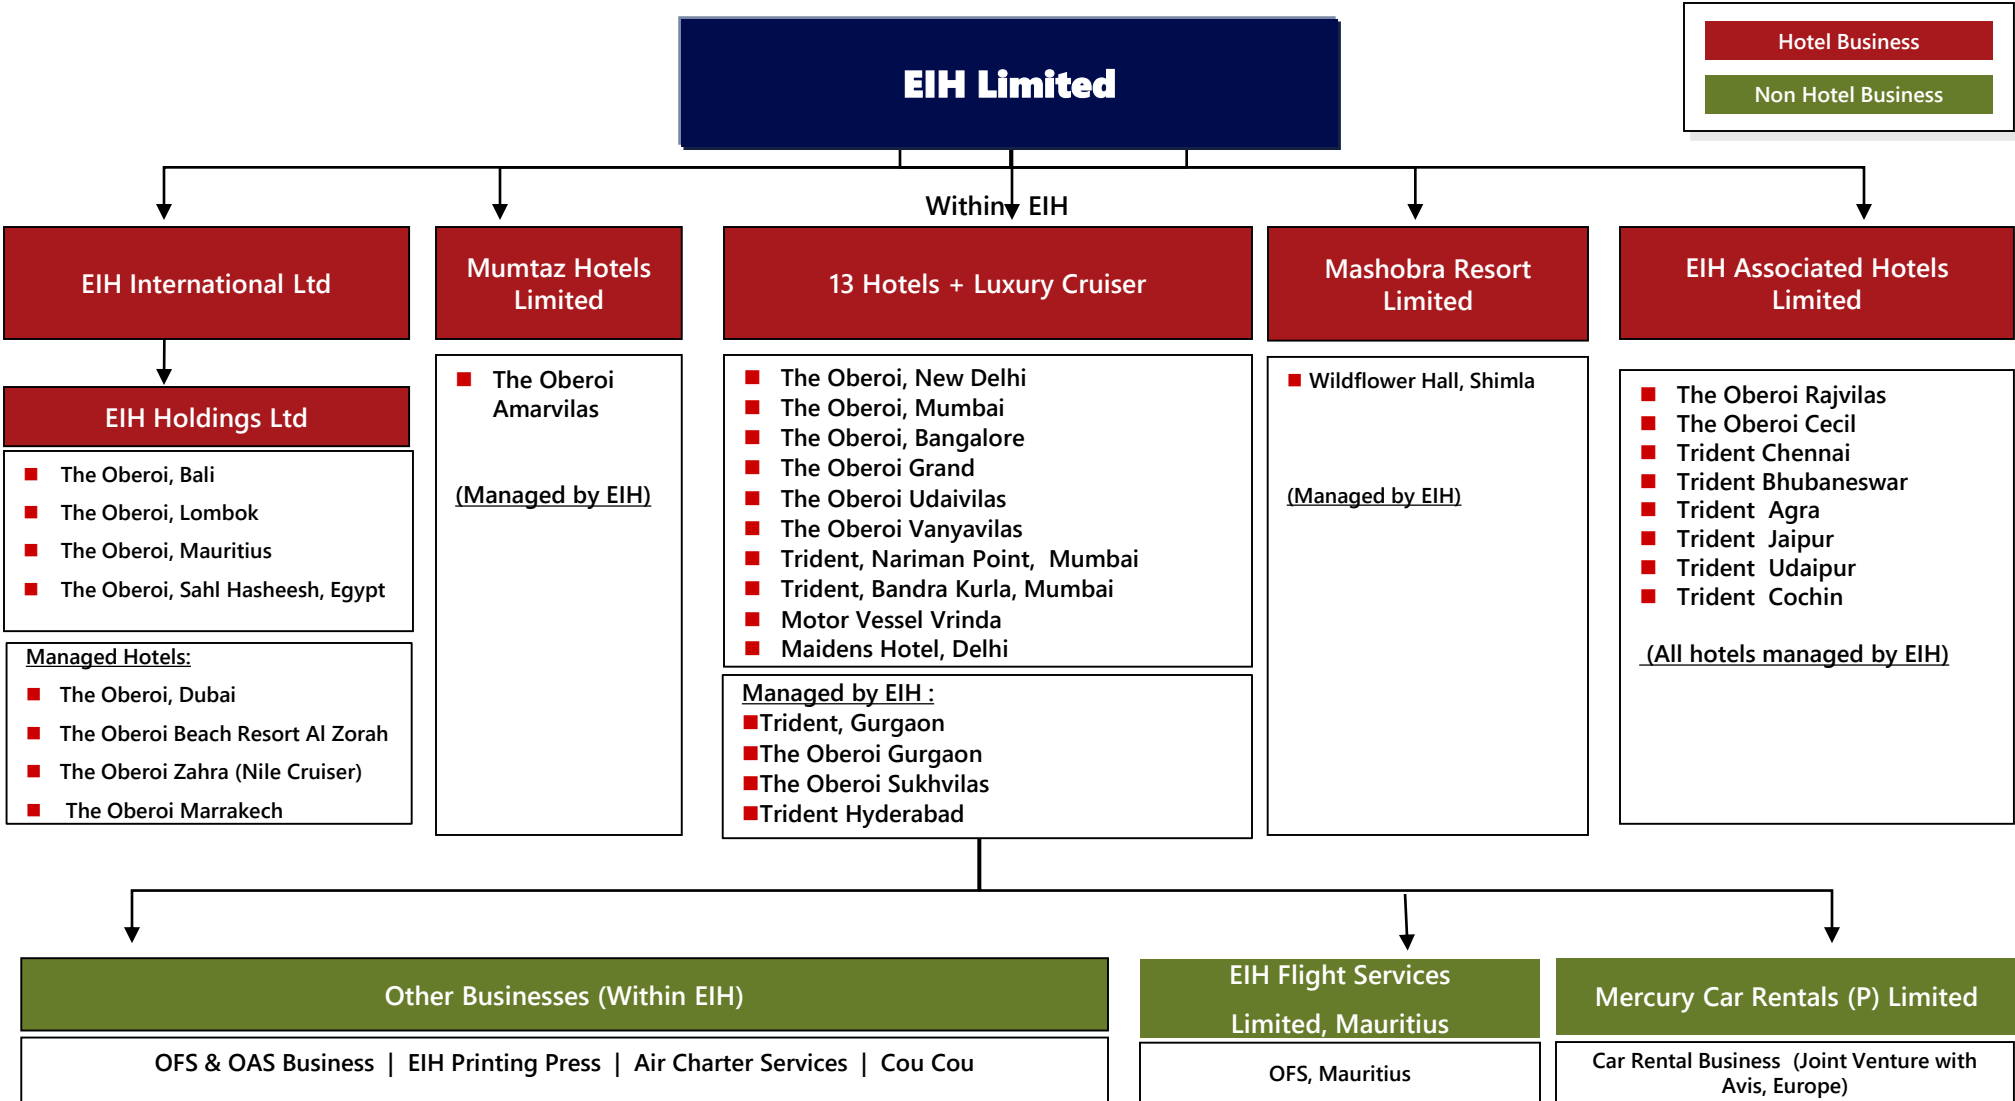 Hotel Business
Non Hotel Business
EIH Limited
Within EIH
EIH International Ltd
EIH Holdings Ltd
The Oberoi, Bali
The Oberoi, Lombok
The Oberoi, Mauritius
The Oberoi, Sahl Hasheesh, Egypt
Managed Hotels:
The Oberoi, Dubai
The Oberoi Beach Resort Al Zorah
The Oberoi Zahra (Nile Cruiser)
The Oberoi Marrakech
Mumtaz Hotels
Limited
The Oberoi
Amarvilas
(Managed by EIH)
13 Hotels + Luxury Cruiser
The Oberoi, New Delhi
The Oberoi, Mumbai
The Oberoi, Bangalore
The Oberoi Grand
The Oberoi Udaivilas
The Oberoi Vanyavilas
Trident, Nariman Point, Mumbai
Trident, Bandra Kurla, Mumbai
Motor Vessel Vrinda
Maidens Hotel, Delhi
Managed by EIH :
Trident, Gurgaon
The Oberoi Gurgaon
The Oberoi Sukhvilas
Trident Hyderabad
Mashobra Resort
Limited
Wildflower Hall, Shimla
(Managed by EIH)
EIH Associated Hotels
Limited
The Oberoi Rajvilas
The Oberoi Cecil
Trident Chennai
Trident Bhubaneswar
Trident Agra
Trident Jaipur
Trident Udaipur
Trident Cochin
(All hotels managed by EIH)
Other Businesses (Within EIH)
OFS & OAS Business | EIH Printing Press | Air Charter Services | Cou Cou
EIH Flight Services
Limited, Mauritius
OFS, Mauritius
Mercury Car Rentals (P) Limited
Car Rental Business (Joint Venture with
Avis, Europe)